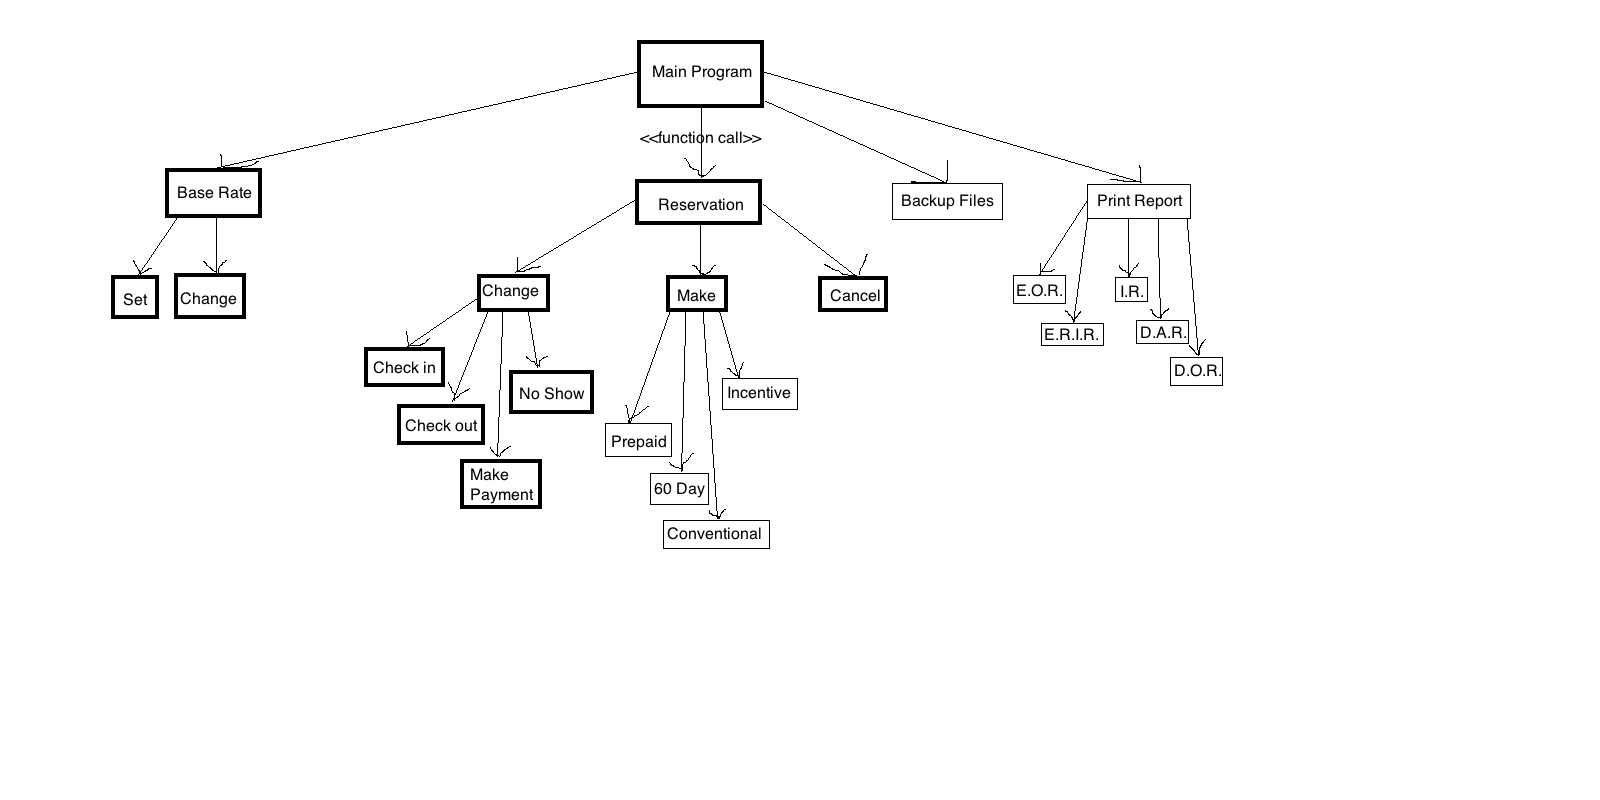 Main Program
<<function call>>
Base Rate
Reservation
Backup Files
Print Report
Set
Change
Change
Make
Cancel
E.O.R.
I.R.
E.R.I.R.
D.A.R.
D.O.R.
Check in
No Show
Check out
Make
Payment
Incentive
Prepaid
60 Day
Conventional